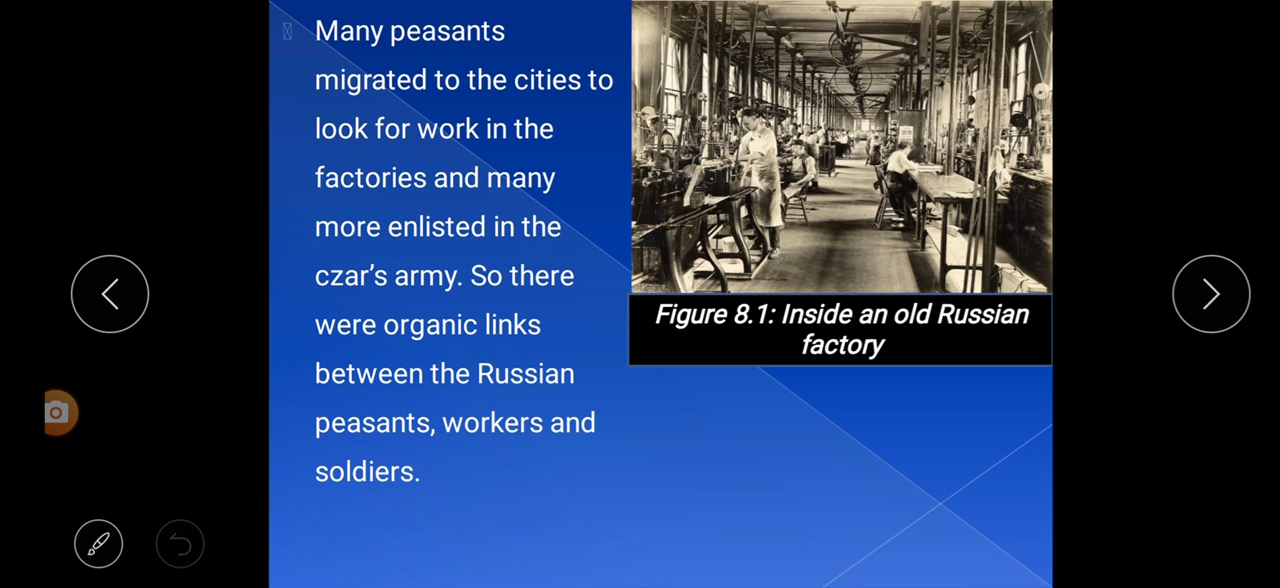 Many peasants
migrated to the cities to
look for work in the
factories and many
more enlisted in the
czar’s army. So there
were organic links
between the Russian
peasants, workers and
soldiers.
Figure 8.1: Inside an old Russian
factory